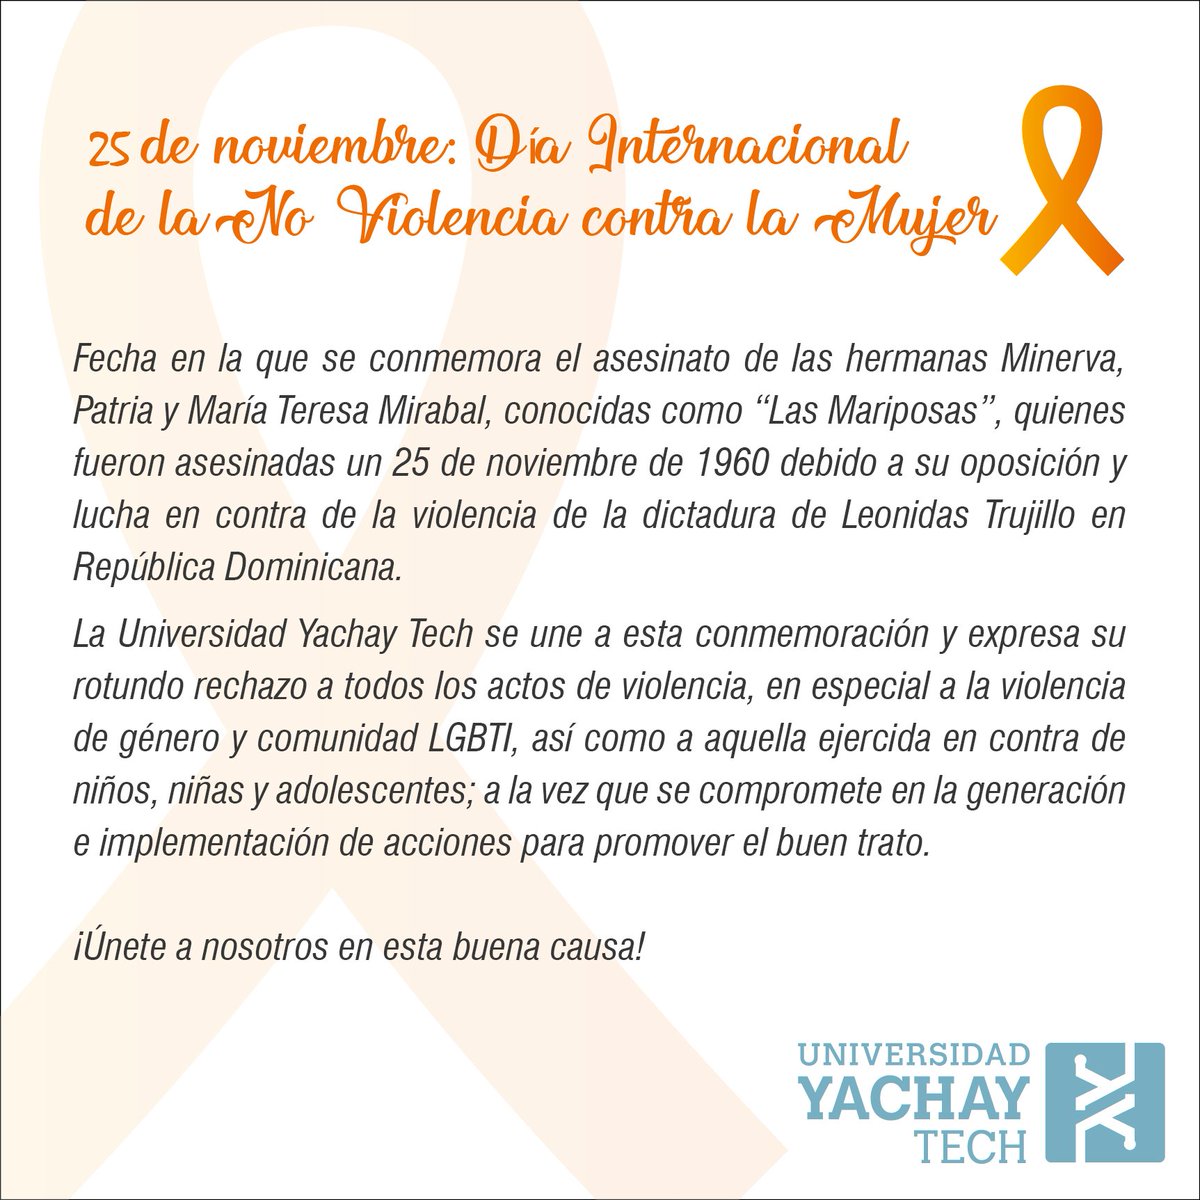 25 de noviembre: Día Internacional
de la No Violencia contra la Mujer
Fecha en la que se conmemora el asesinato de las hermanas Minerva,
Patria y María Teresa Mirabal, conocidas como “Las Mariposas”, quienes
fueron asesinadas un 25 de noviembre de 1960 debido a su oposición y
lucha en contra de la violencia de la dictadura de Leonidas Trujillo en
República Dominicana.
La Universidad Yachay Tech se une a esta conmemoración y expresa su
rotundo rechazo a todos los actos de violencia, en especial a la violencia
de género y comunidad LGBTI, así como a aquella ejercida en contra de
niños, niñas y adolescentes; a la vez que se compromete en la generación
e implementación de acciones para promover el buen trato.
¡Únete a nosotros en esta buena causa!
UNIVERSIDAD
YACHAY
TECH